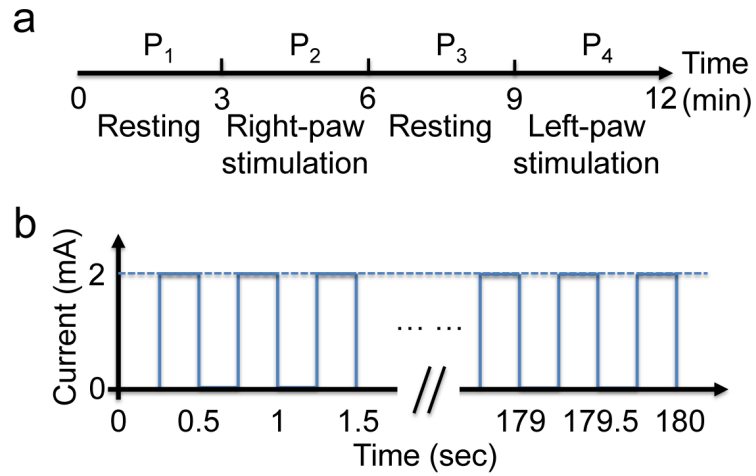 a
P₁ P₂ P₃ P₄
Time
(min)
0 3 6 9 12
Resting Right-paw stimulation Resting Left-paw stimulation
b
Current (mA)
2
0
... ...
0 0.5 1 1.5 179 179.5 180
Time (sec)